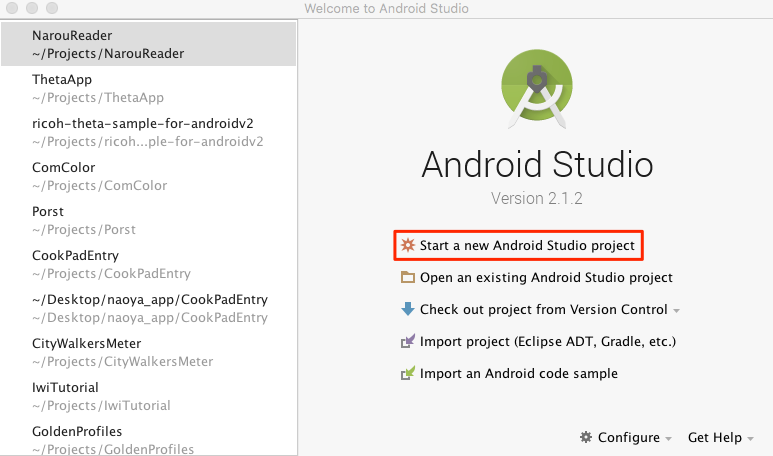 Welcome to Android Studio
NarouReader
~/Projects/NarouReader
ThetaApp
~/Projects/ThetaApp
ricoh-theta-sample-for-androidv2
~/Projects/ricoh...ple-for-androidv2
ComColor
~/Projects/ComColor
Porst
~/Projects/Porst
CookPadEntry
~/Projects/CookPadEntry
~/Desktop/naoya_app/CookPadEntry
~/Desktop/naoya_app/CookPadEntry
CityWalkersMeter
~/Projects/CityWalkersMeter
IwiTutorial
~/Projects/IwiTutorial
GoldenProfiles
~/Projects/GoldenProfiles
Android Studio
Version 2.1.2
Start a new Android Studio project
Open an existing Android Studio project
Check out project from Version Control
Import project (Eclipse ADT, Gradle, etc.)
Import an Android code sample
Configure Get Help